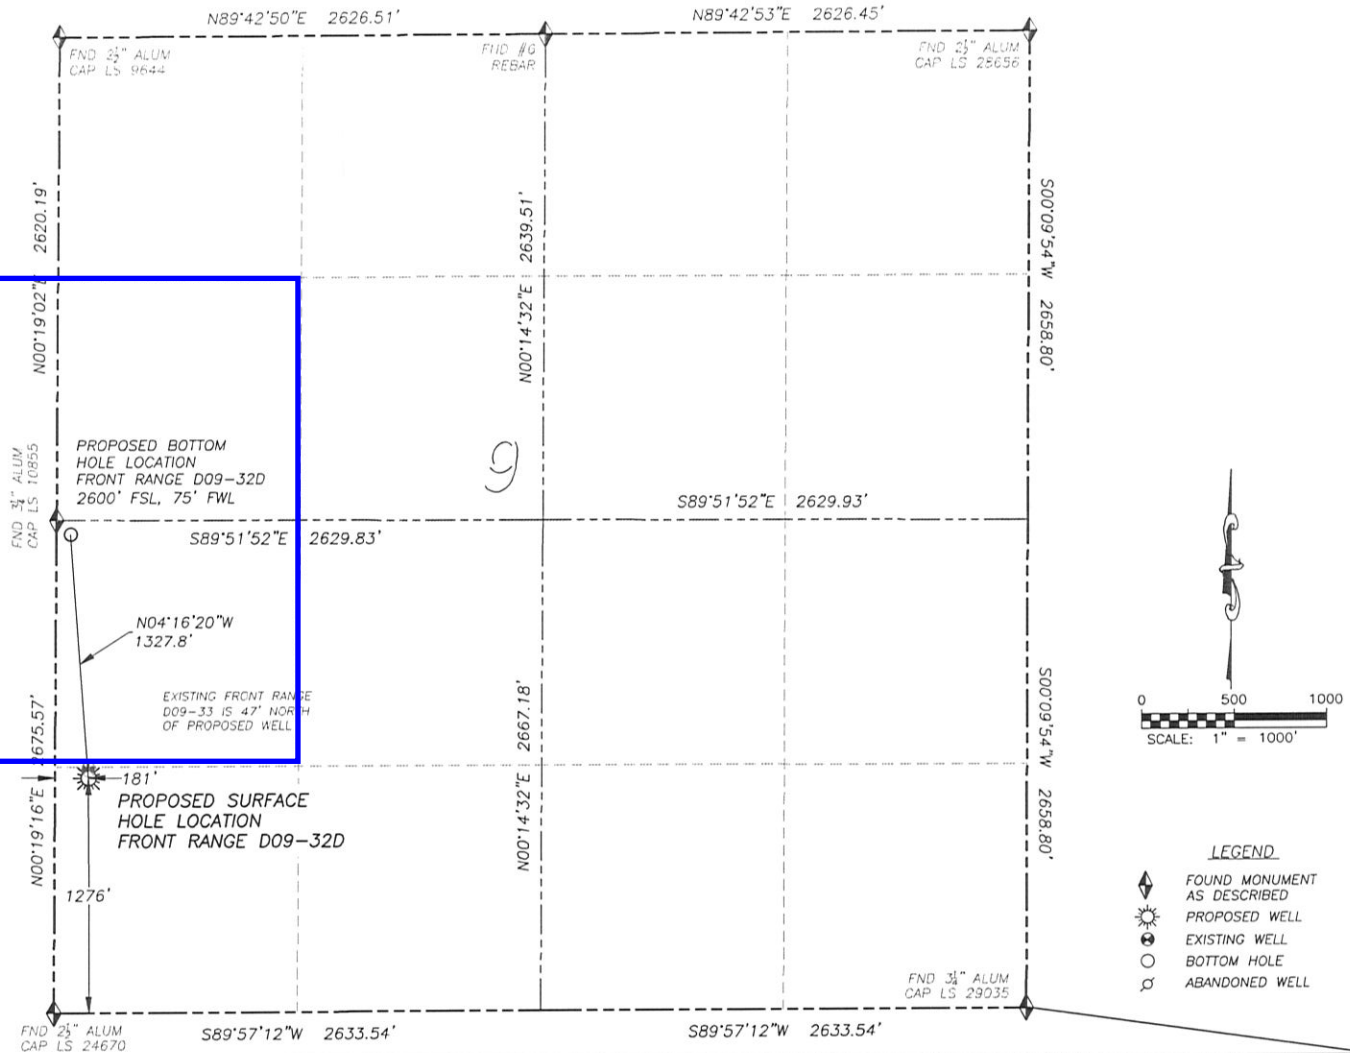 N89°42'50"E 2626.51'
N89°42'53"E 2626.45'
FND 2½" ALUM
CAP LS 9644
FND #6
REBAR
FND 2½" ALUM
CAP LS 28656
N00°19'02"E 2620.19'
N00°14'32"E 2639.51'
S00°09'54"W 2658.80'
FND 3¼" ALUM
CAP LS 10855
PROPOSED BOTTOM
HOLE LOCATION
FRONT RANGE D09-32D
2600' FSL, 75' FWL
9
S89°51'52"E 2629.83'
S89°51'52"E 2629.93'
N04°16'20"W
1327.8'
EXISTING FRONT RANGE
D09-33 IS 47' NORTH
OF PROPOSED WELL
N00°19'16"E 2675.57'
N00°14'32"E 2667.18'
S00°09'54"W 2658.80'
181'
PROPOSED SURFACE
HOLE LOCATION
FRONT RANGE D09-32D
1276'
FND 2½" ALUM
CAP LS 24670
S89°57'12"W 2633.54'
S89°57'12"W 2633.54'
FND 3¼" ALUM
CAP LS 29035
0 500 1000
SCALE: 1" = 1000'
LEGEND
FOUND MONUMENT
AS DESCRIBED
PROPOSED WELL
EXISTING WELL
BOTTOM HOLE
ABANDONED WELL